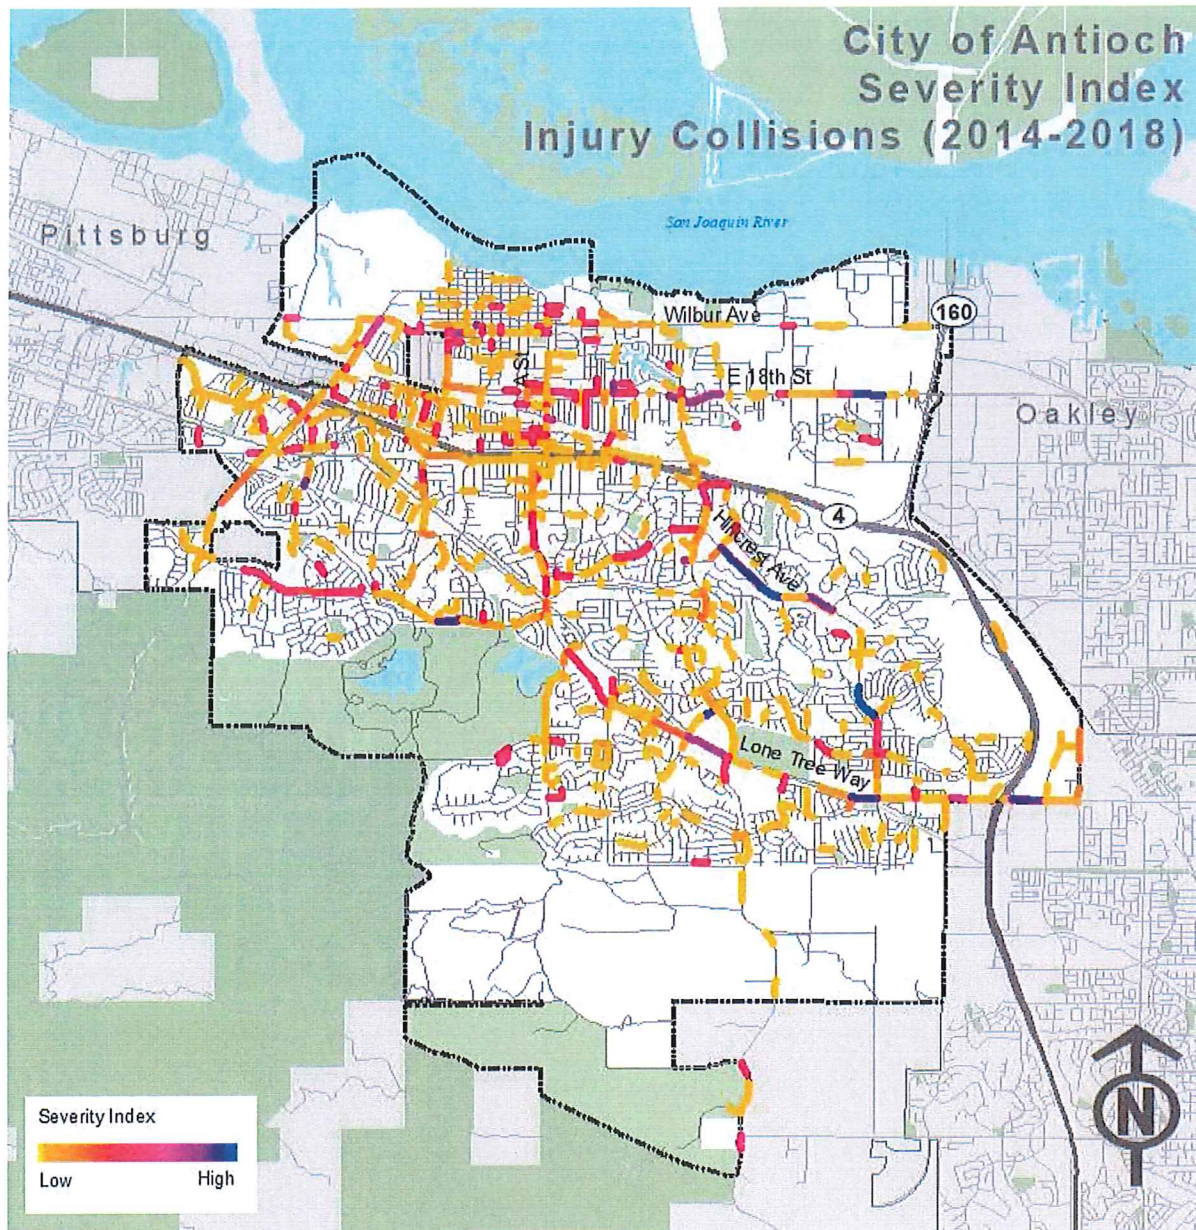 City of Antioch
Severity Index
Injury Collisions (2014-2018)
San Joaquin River
Pittsburg
Wilbur Ave
160
A St
E 18th St
Oakley
4
Hillcrest Ave
Lone Tree Way
N
Severity Index
Low
High